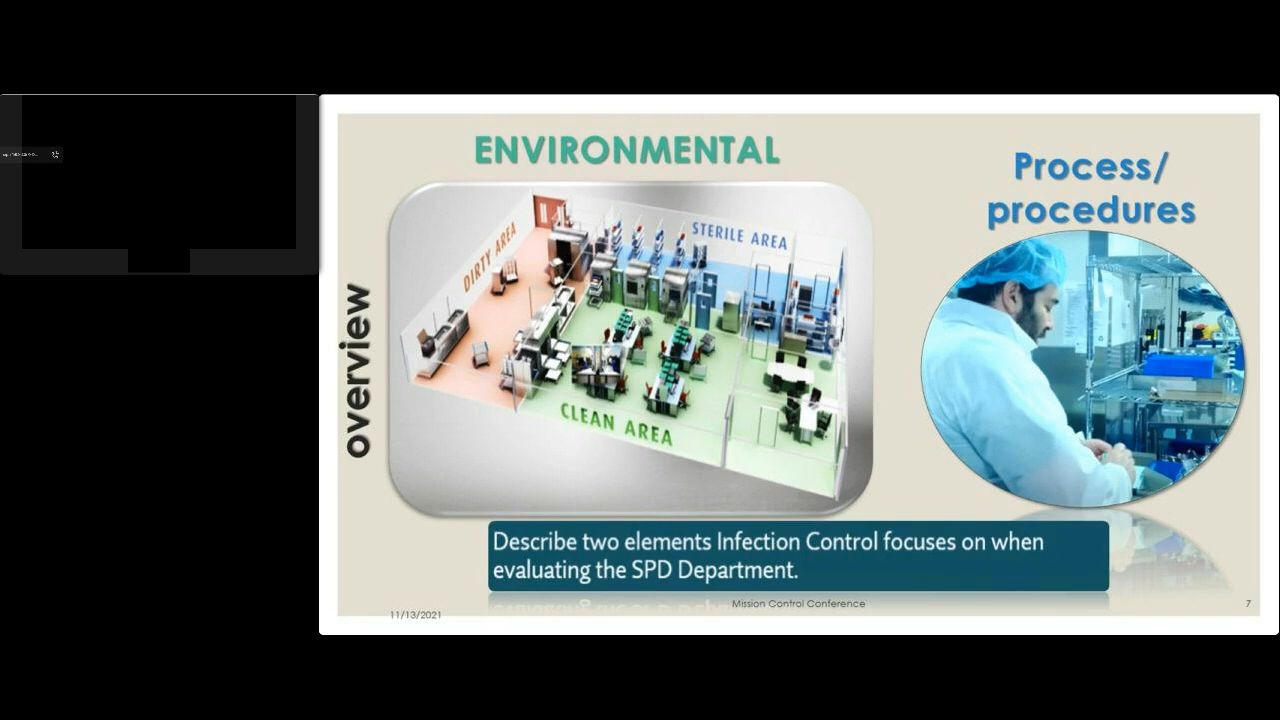 ENVIRONMENTAL
Process/
procedures
overview
DIRTY AREA
STERILE AREA
CLEAN AREA
Describe two elements Infection Control focuses on when
evaluating the SPD Department.
Mission Control Conference
7
11/13/2021